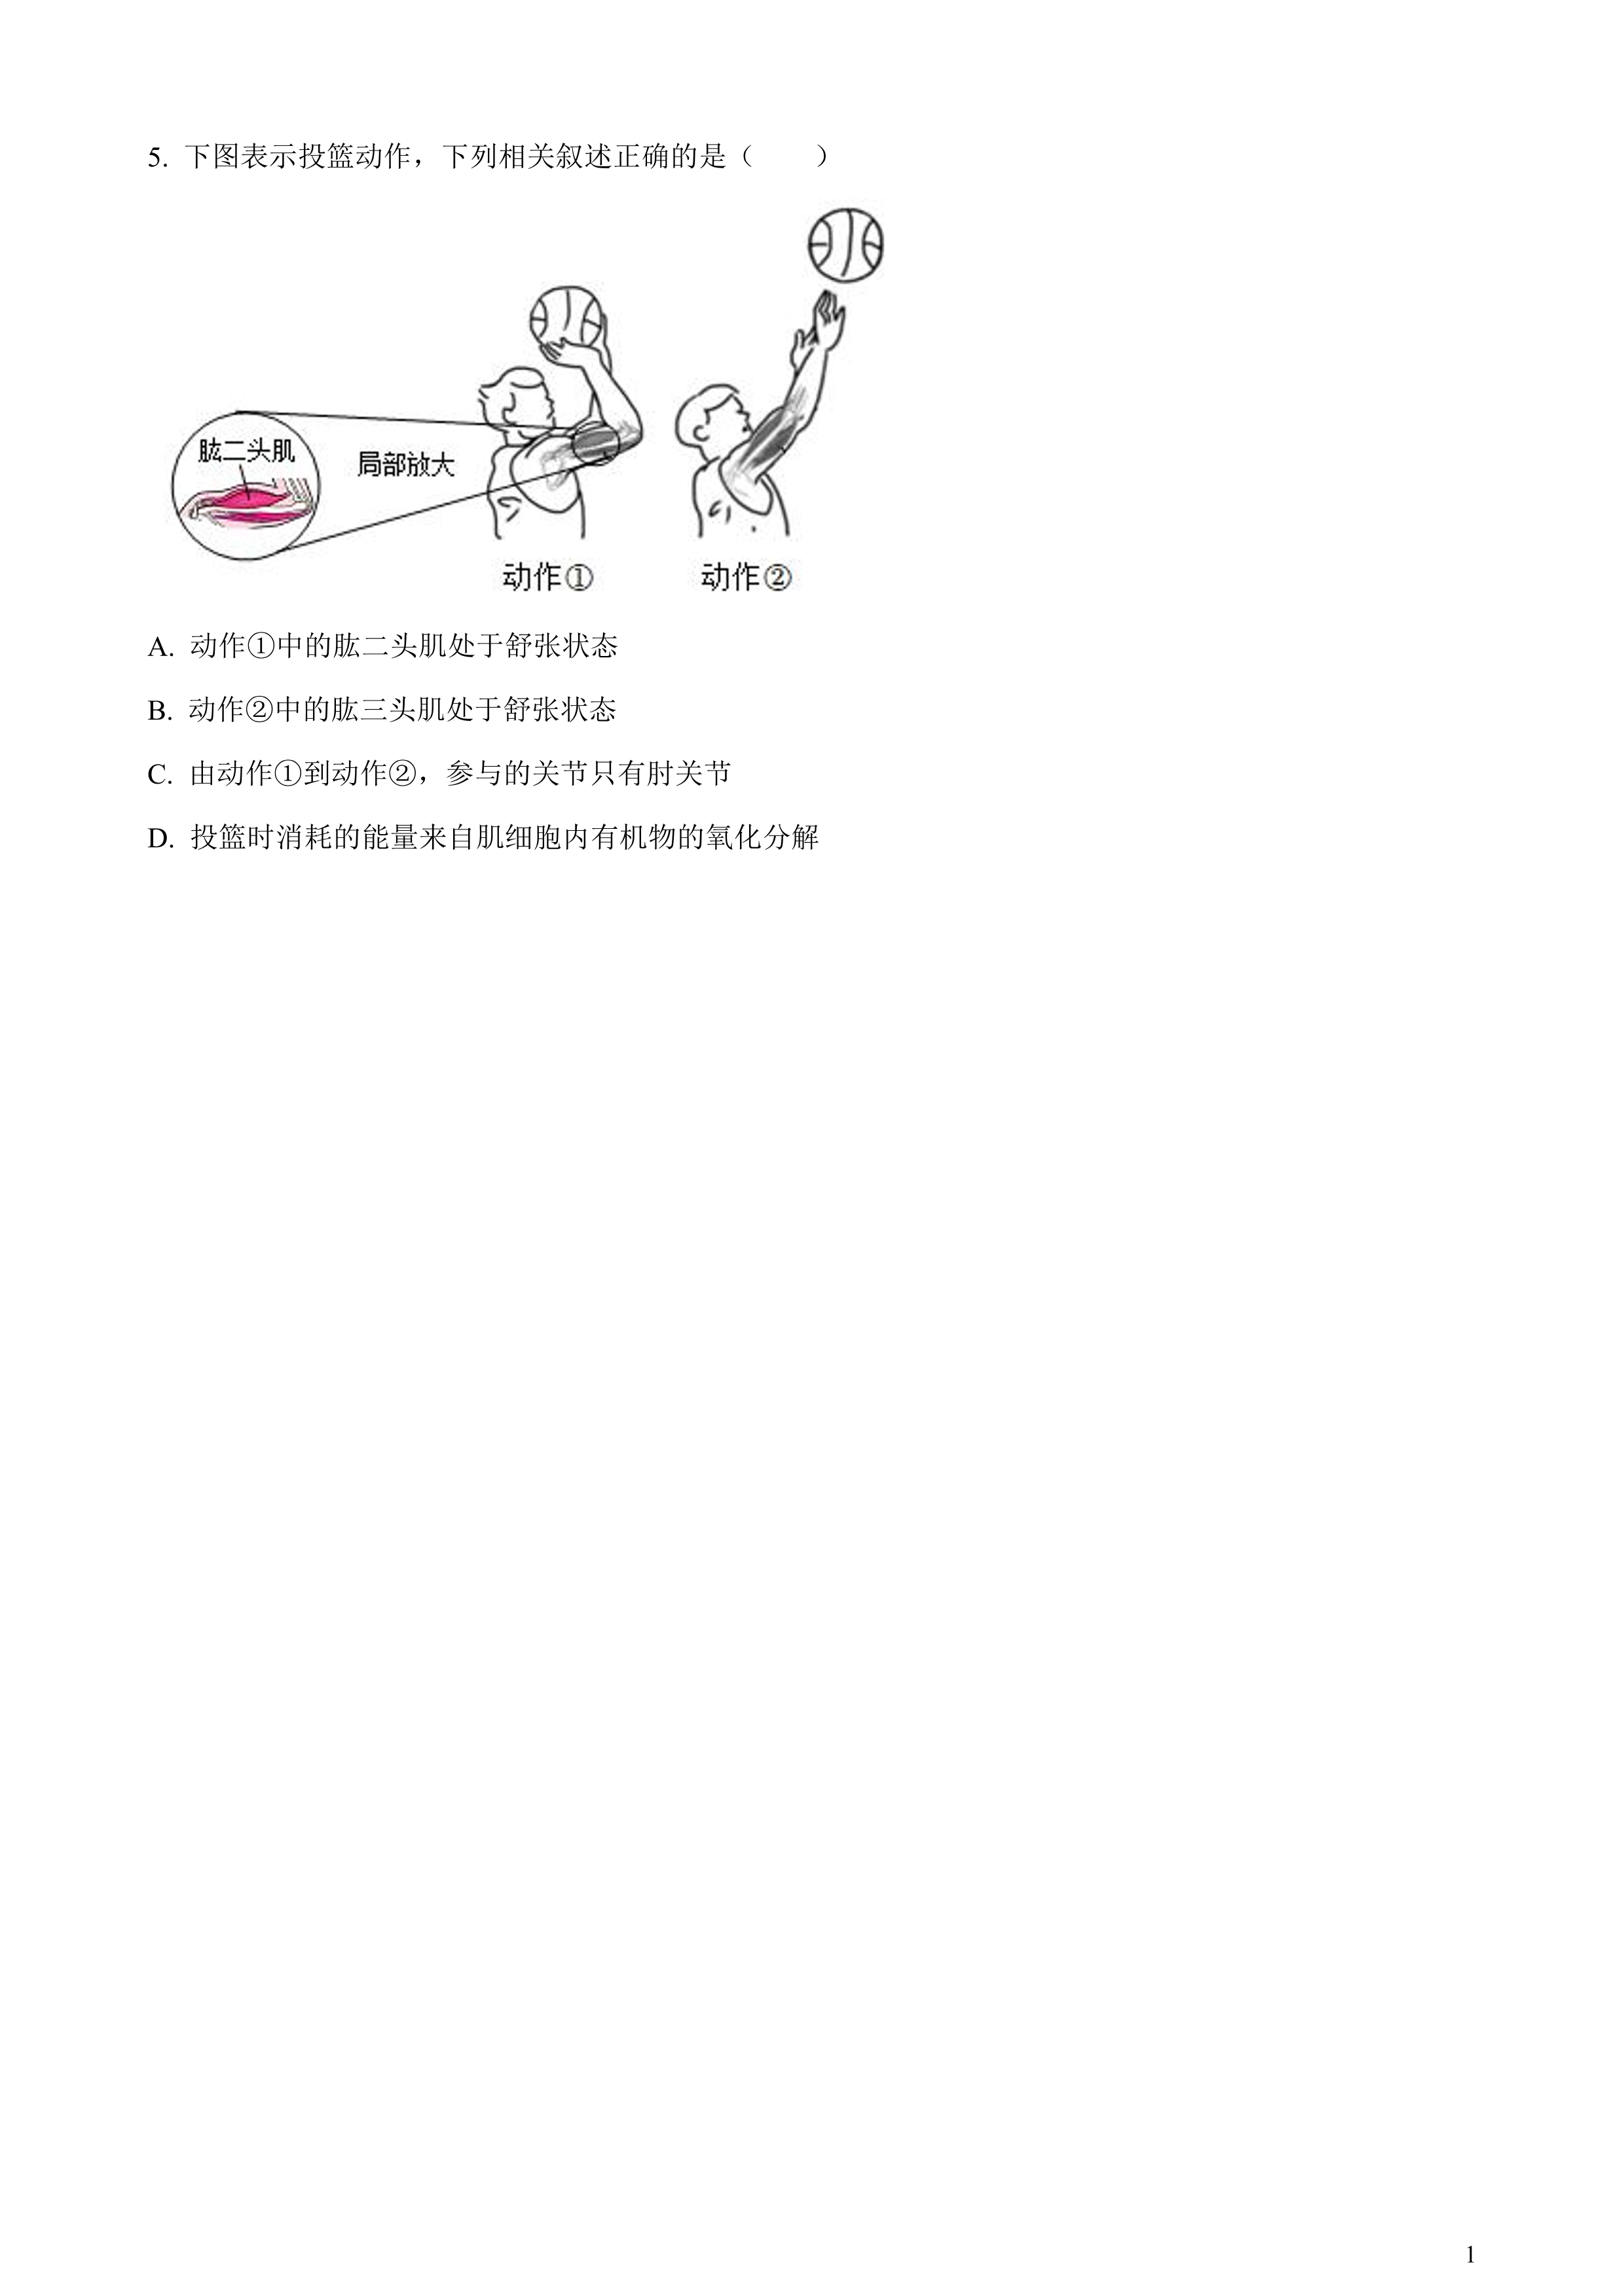 5. 下图表示投篮动作，下列相关叙述正确的是（　　）
肱二头肌
局部放大
动作①
动作②
A. 动作①中的肱二头肌处于舒张状态
B. 动作②中的肱三头肌处于舒张状态
C. 由动作①到动作②，参与的关节只有肘关节
D. 投篮时消耗的能量来自肌细胞内有机物的氧化分解
1